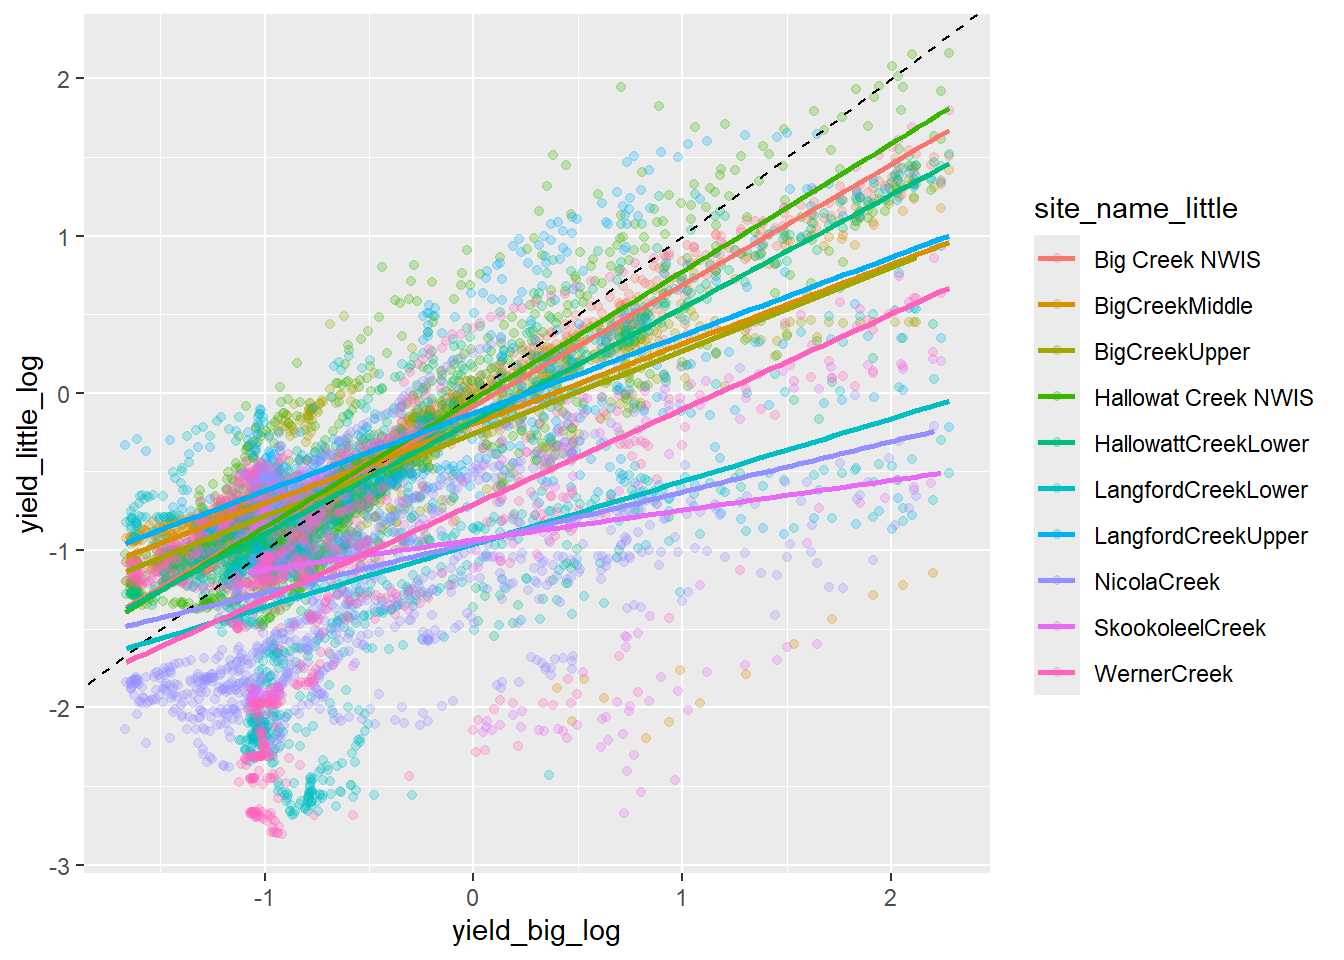 2
1
0
-1
-2
-3
yield_little_log
-1
0
1
2
yield_big_log
site_name_little
Big Creek NWIS
BigCreekMiddle
BigCreekUpper
Hallowat Creek NWIS
HallowattCreekLower
LangfordCreekLower
LangfordCreekUpper
NicolaCreek
SkookoleelCreek
WernerCreek